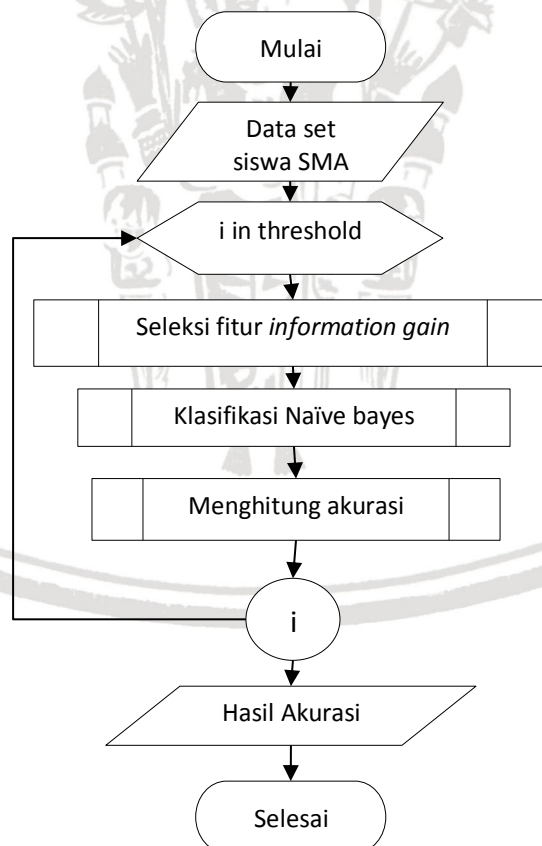 Mulai
Data set
siswa SMA
i in threshold
Seleksi fitur information gain
Klasifikasi Naïve bayes
Menghitung akurasi
i
Hasil Akurasi
Selesai